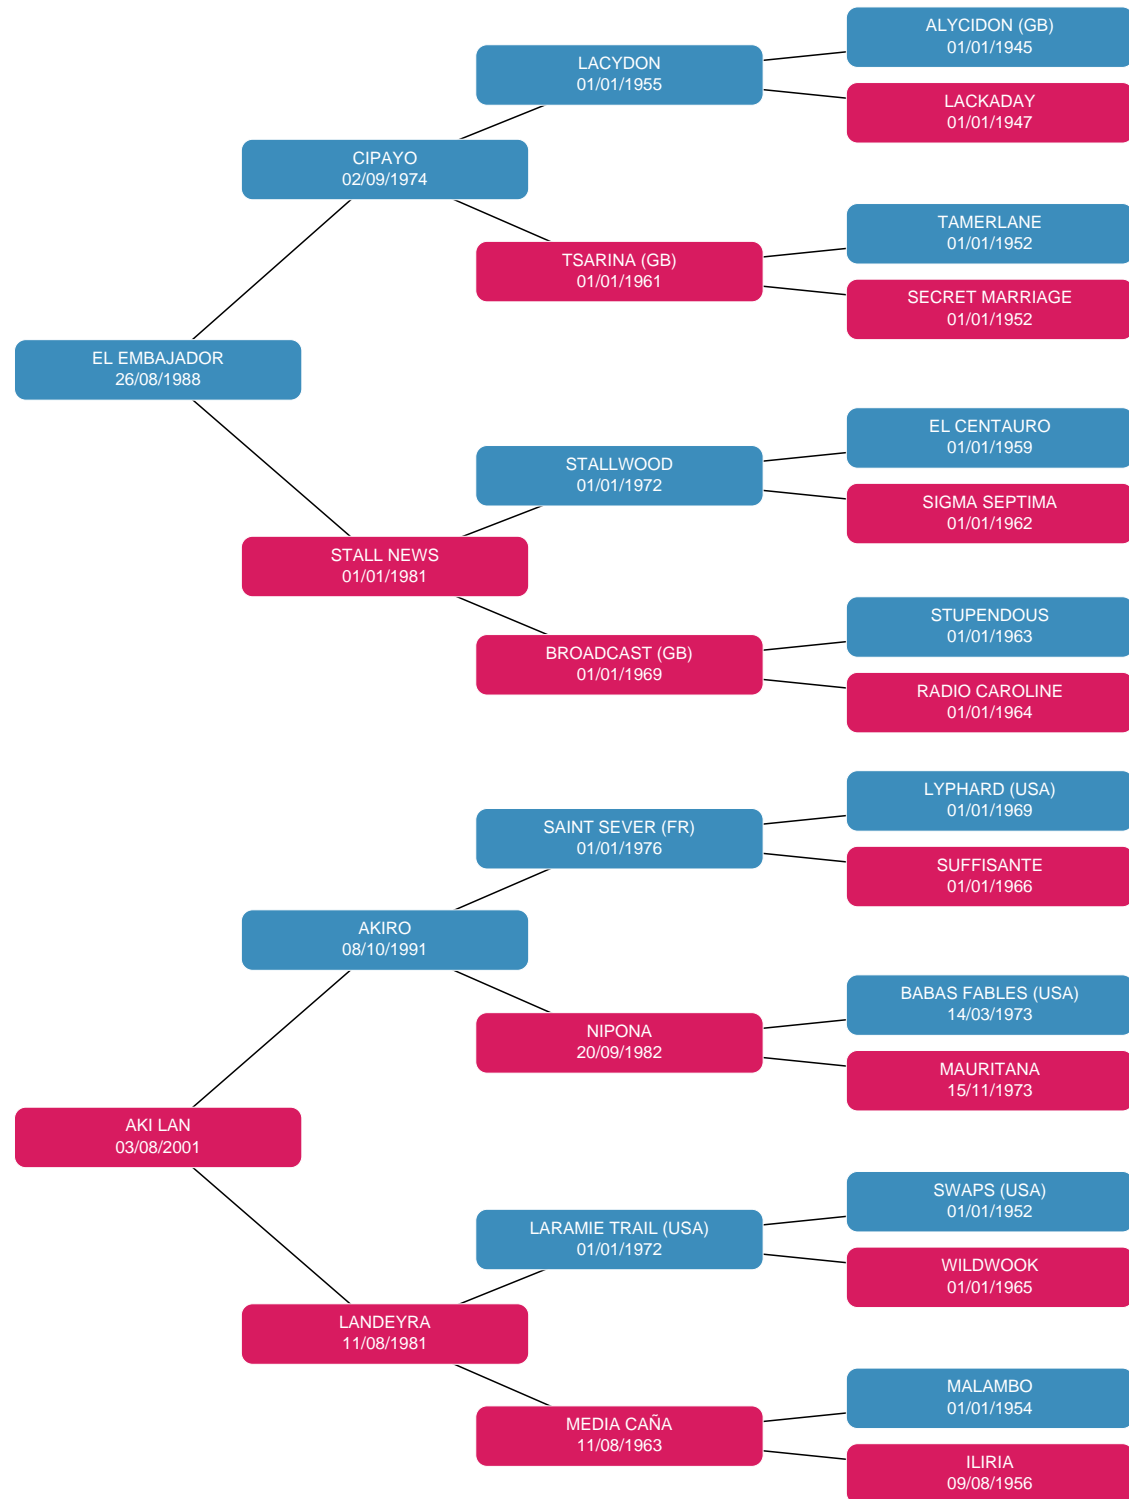 ALYCIDON (GB)
01/01/1945
LACYDON
01/01/1955
LACKADAY
01/01/1947
CIPAYO
02/09/1974
TAMERLANE
01/01/1952
TSARINA (GB)
01/01/1961
SECRET MARRIAGE
01/01/1952
EL EMBAJADOR
26/08/1988
EL CENTAURO
01/01/1959
STALLWOOD
01/01/1972
SIGMA SEPTIMA
01/01/1962
STALL NEWS
01/01/1981
STUPENDOUS
01/01/1963
BROADCAST (GB)
01/01/1969
RADIO CAROLINE
01/01/1964
LYPHARD (USA)
01/01/1969
SAINT SEVER (FR)
01/01/1976
SUFFISANTE
01/01/1966
AKIRO
08/10/1991
BABAS FABLES (USA)
14/03/1973
NIPONA
20/09/1982
MAURITANA
15/11/1973
AKI LAN
03/08/2001
SWAPS (USA)
01/01/1952
LARAMIE TRAIL (USA)
01/01/1972
WILDWOOK
01/01/1965
LANDEYRA
11/08/1981
MALAMBO
01/01/1954
MEDIA CAÑA
11/08/1963
ILIRIA
09/08/1956